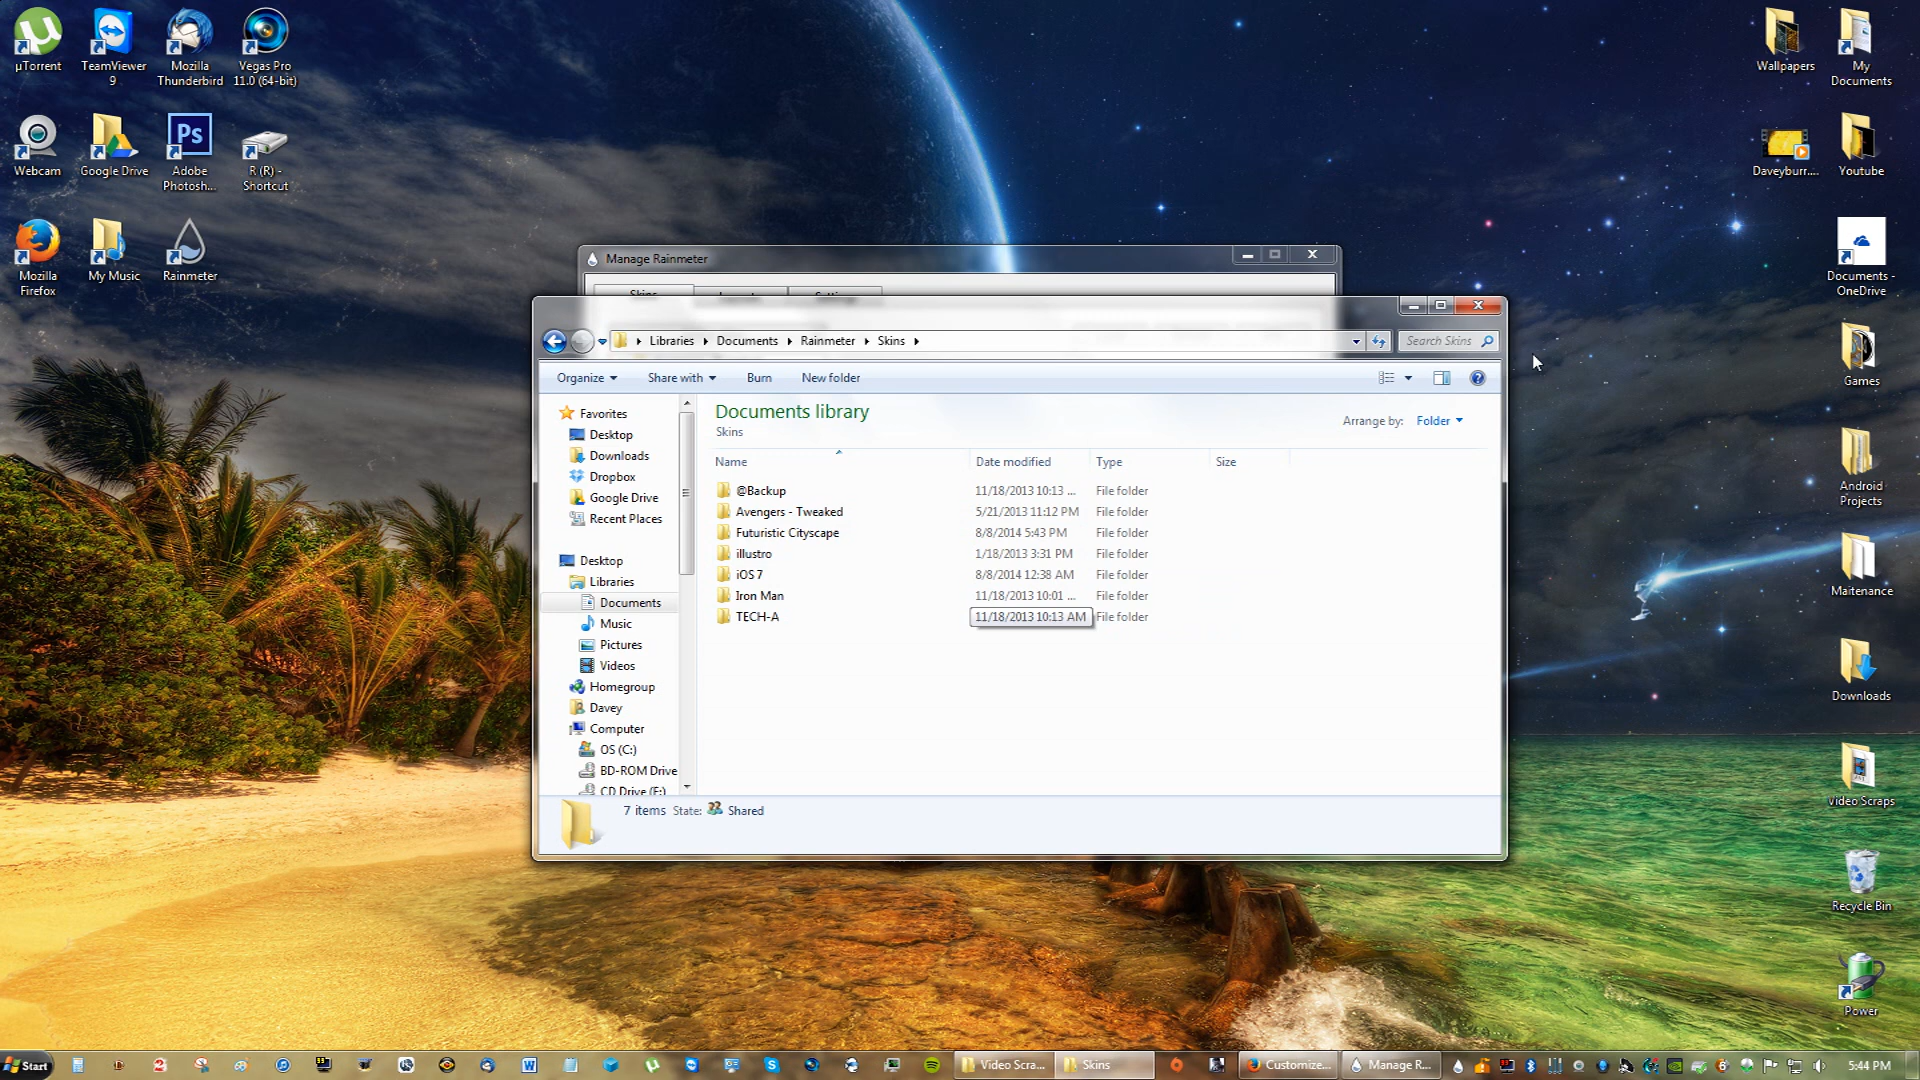 µTorrent
TeamViewer
9
Mozilla
Thunderbird
Vegas Pro
11.0 (64-bit)
Webcam
Google Drive
Ps
Adobe
Photosh...
R (R) -
Shortcut
Mozilla
Firefox
My Music
Rainmeter
Wallpapers
My
Documents
Daveyburr....
Youtube
Documents -
OneDrive
Games
Android
Projects
Maitenance
Downloads
Video Scraps
Recycle Bin
Power
Manage Rainmeter
Skins
Settings
Libraries
Documents
Rainmeter
Skins
Search Skins
Organize
Share with
Burn
New folder
Favorites
Desktop
Downloads
Dropbox
Google Drive
Recent Places
Desktop
Libraries
Documents
Music
Pictures
Videos
Homegroup
Davey
Computer
OS (C:)
BD-ROM Drive
CD Drive (F:)
Documents library
Skins
Arrange by: Folder
Name Date modified Type Size
@Backup 11/18/2013 10:13 ... File folder
Avengers - Tweaked 5/21/2013 11:12 PM File folder
Futuristic Cityscape 8/8/2014 5:43 PM File folder
illustro 1/18/2013 3:31 PM File folder
iOS 7 8/8/2014 12:38 AM File folder
Iron Man 11/18/2013 10:01 ... File folder
TECH-A 11/18/2013 10:13 AM File folder
7 items State: Shared
Start
Video Scra...
Skins
Customize...
Manage R...
5:44 PM